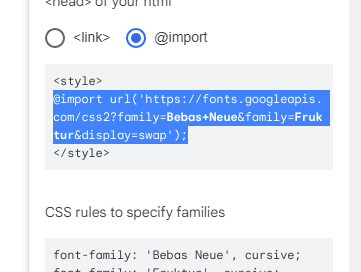 <head> of your html
<link>
@import
<style>
@import url('https://fonts.googleapis.
com/css2?family=Bebas+Neue&family=Fruk
tur&display=swap');
</style>
CSS rules to specify families
font-family: 'Bebas Neue', cursive;
font-family: 'Fruktur', cursive;